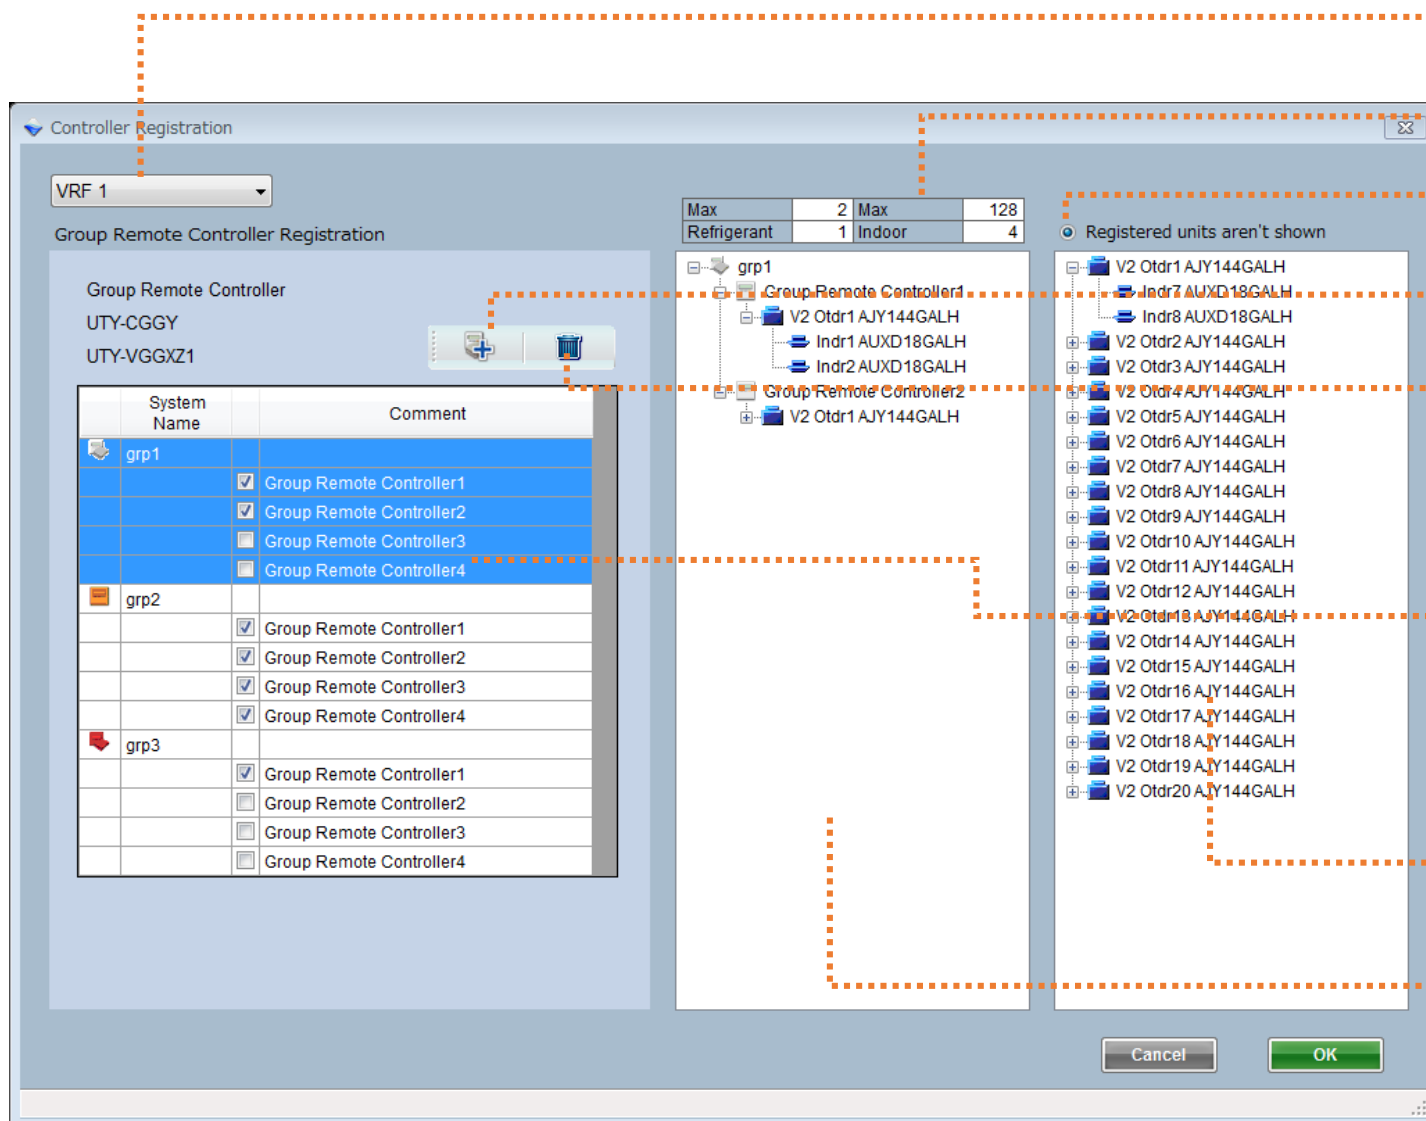 Controller Registration
VRF 1
Group Remote Controller Registration
Group Remote Controller
UTY-CGGY
UTY-VGGXZ1
System Name Comment
grp1
Group Remote Controller1
Group Remote Controller2
Group Remote Controller3
Group Remote Controller4
grp2
Group Remote Controller1
Group Remote Controller2
Group Remote Controller3
Group Remote Controller4
grp3
Group Remote Controller1
Group Remote Controller2
Group Remote Controller3
Group Remote Controller4
Max 2 Max 128
Refrigerant 1 Indoor 4
grp1
Group Remote Controller1
V2 Otdr1 AJY144GALH
Indr1 AUXD18GALH
Indr2 AUXD18GALH
Group Remote Controller2
V2 Otdr1 AJY144GALH
Registered units aren't shown
V2 Otdr1 AJY144GALH
Indr7 AUXD18GALH
Indr8 AUXD18GALH
V2 Otdr2 AJY144GALH
V2 Otdr3 AJY144GALH
V2 Otdr4 AJY144GALH
V2 Otdr5 AJY144GALH
V2 Otdr6 AJY144GALH
V2 Otdr7 AJY144GALH
V2 Otdr8 AJY144GALH
V2 Otdr9 AJY144GALH
V2 Otdr10 AJY144GALH
V2 Otdr11 AJY144GALH
V2 Otdr12 AJY144GALH
V2 Otdr13 AJY144GALH
V2 Otdr14 AJY144GALH
V2 Otdr15 AJY144GALH
V2 Otdr16 AJY144GALH
V2 Otdr17 AJY144GALH
V2 Otdr18 AJY144GALH
V2 Otdr19 AJY144GALH
V2 Otdr20 AJY144GALH
Cancel OK